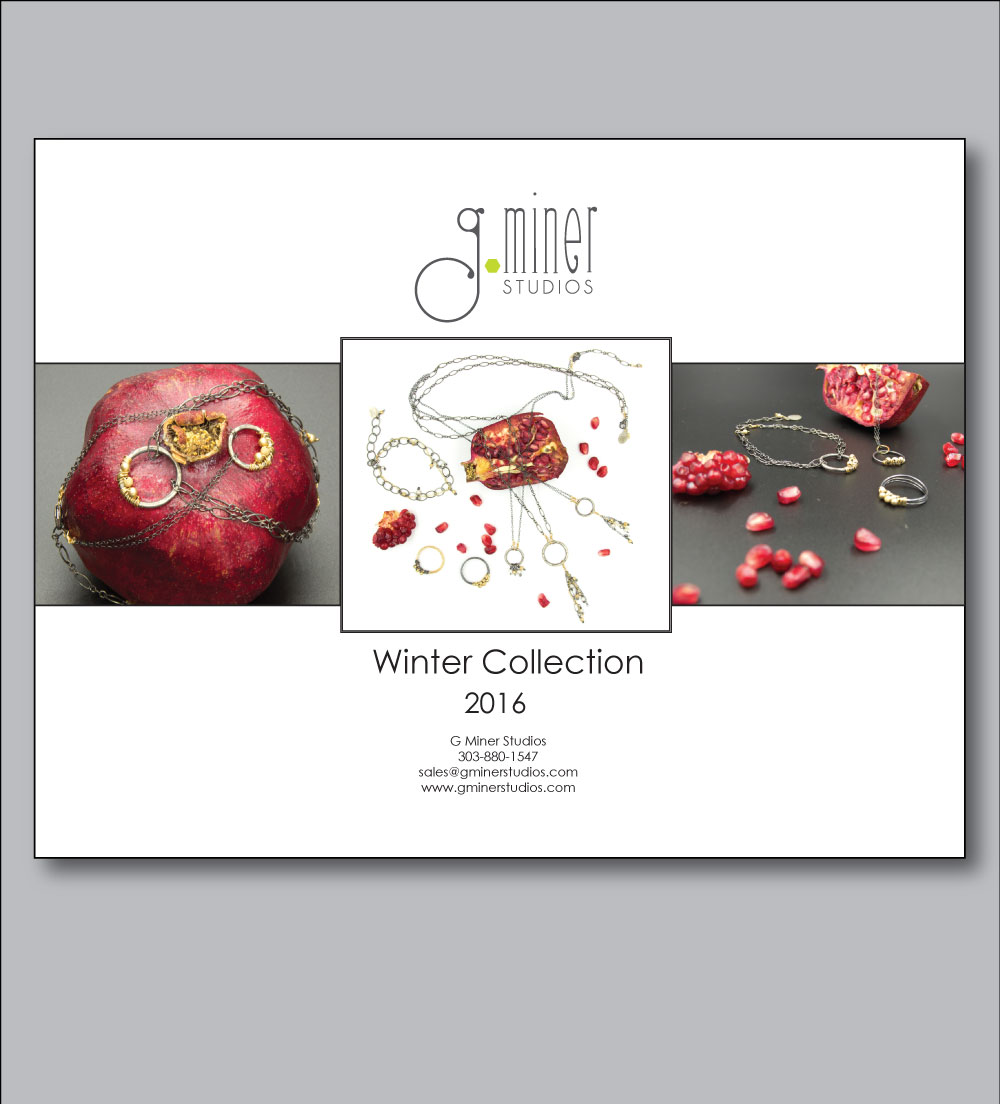 g.miner
STUDIOS
Winter Collection
2016
G Miner Studios
303-880-1547
sales@gminerstudios.com
www.gminerstudios.com